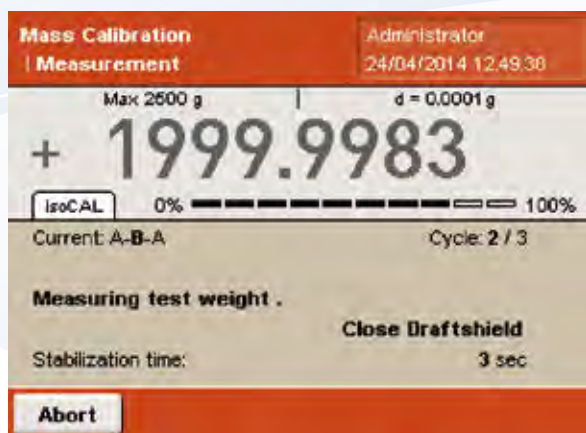 Mass Calibration
Administrator
| Measurement
24/04/2014 12.49.38
Max 2500 g | d = 0.0001 g
+ 1999.9983
isoCAL 0% 100%
Current: A-B-A Cycle: 2 / 3
Measuring test weight .
Close Draftshield
Stabilization time: 3 sec
Abort